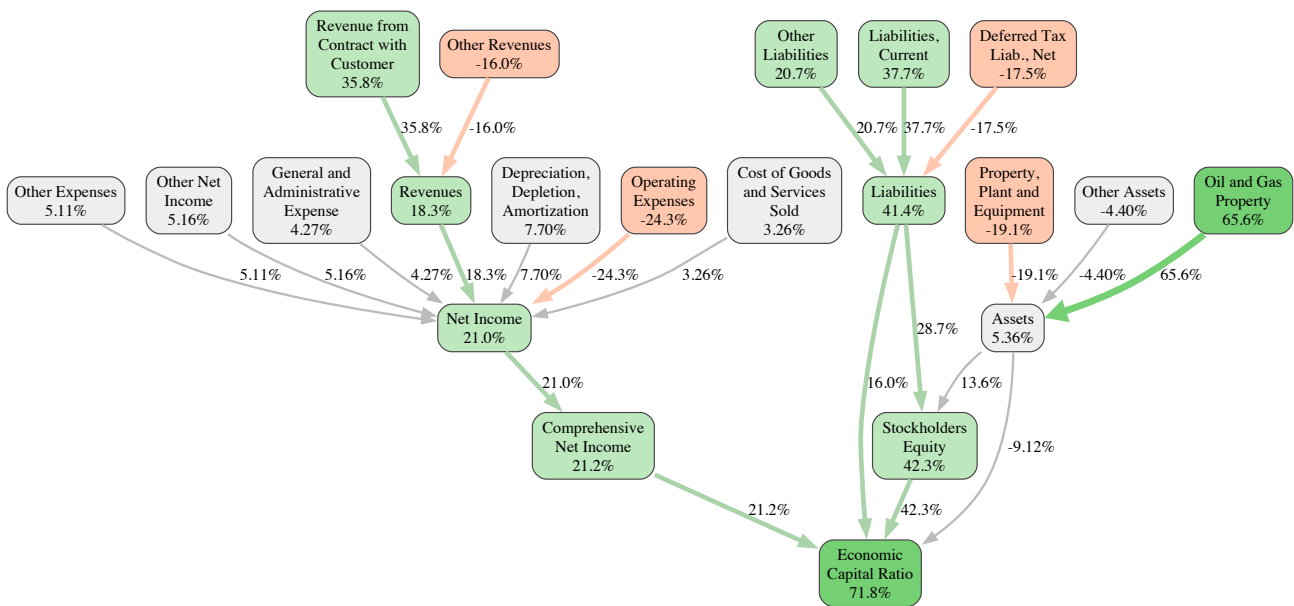 Revenue from
Contract with
Customer
35.8%
Other Revenues
-16.0%
Other
Liabilities
20.7%
Liabilities,
Current
37.7%
Deferred Tax
Liab., Net
-17.5%
35.8%
-16.0%
20.7%
37.7%
-17.5%
Other Expenses
5.11%
Other Net
Income
5.16%
General and
Administrative
Expense
4.27%
Revenues
18.3%
Depreciation,
Depletion,
Amortization
7.70%
Operating
Expenses
-24.3%
Cost of Goods
and Services
Sold
3.26%
Liabilities
41.4%
Property,
Plant and
Equipment
-19.1%
Other Assets
-4.40%
Oil and Gas
Property
65.6%
5.11%
5.16%
4.27%
18.3%
7.70%
-24.3%
3.26%
-19.1%
-4.40%
65.6%
Net Income
21.0%
Assets
5.36%
28.7%
21.0%
16.0%
13.6%
Comprehensive
Net Income
21.2%
Stockholders
Equity
42.3%
-9.12%
21.2%
42.3%
Economic
Capital Ratio
71.8%